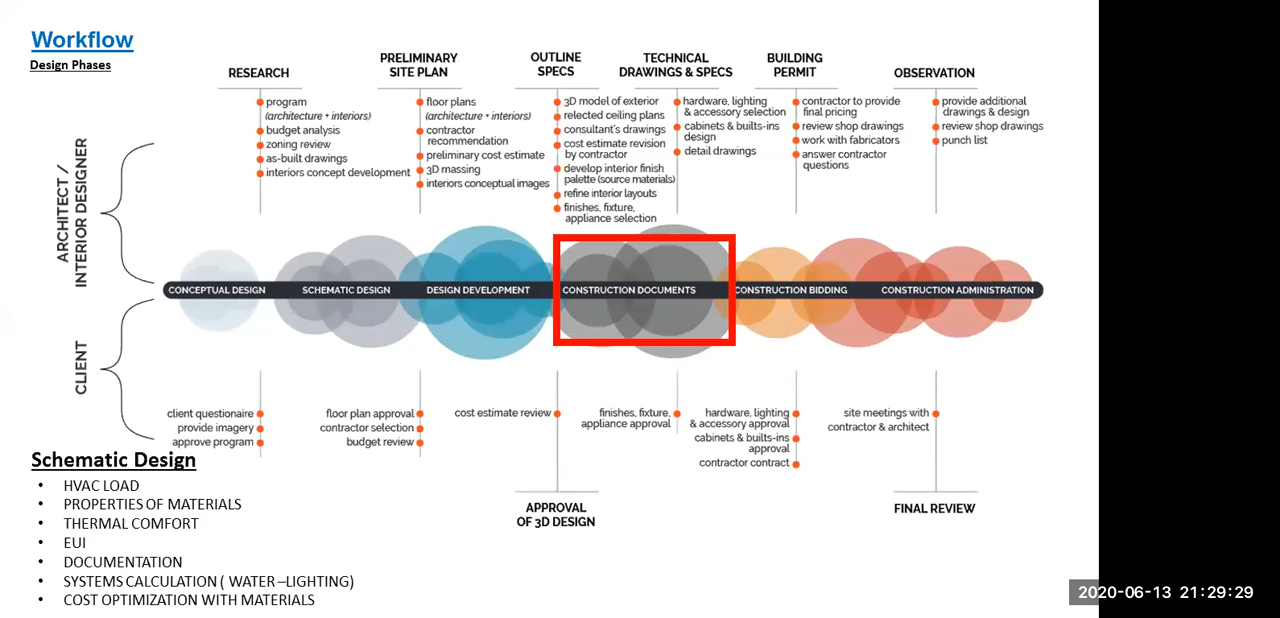 Workflow
Design Phases
RESEARCH
program
(architecture + interiors)
budget analysis
zoning review
as-built drawings
interiors concept development
PRELIMINARY
SITE PLAN
floor plans
(architecture + interiors)
contractor
recommendation
preliminary cost estimate
3D massing
interiors conceptual images
OUTLINE
SPECS
3D model of exterior
relected ceiling plans
consultant's drawings
cost estimate revision
by contractor
develop interior finish
palette (source materials)
refine interior layouts
finishes, fixture,
appliance selection
TECHNICAL
DRAWINGS & SPECS
hardware, lighting
& accessory selection
cabinets & builts-ins
design
detail drawings
BUILDING
PERMIT
contractor to provide
final pricing
review shop drawings
work with fabricators
answer contractor
questions
OBSERVATION
provide additional
drawings & design
review shop drawings
punch list
ARCHITECT /
INTERIOR DESIGNER
CONCEPTUAL DESIGN
SCHEMATIC DESIGN
DESIGN DEVELOPMENT
CONSTRUCTION DOCUMENTS
CONSTRUCTION BIDDING
CONSTRUCTION ADMINISTRATION
CLIENT
client questionaire
provide imagery
approve program
floor plan approval
contractor selection
budget review
cost estimate review
finishes, fixture,
appliance approval
hardware, lighting
& accessory approval
cabinets & builts-ins
approval
contractor contract
site meetings with
contractor & architect
APPROVAL
OF 3D DESIGN
FINAL REVIEW
Schematic Design
• HVAC LOAD
• PROPERTIES OF MATERIALS
• THERMAL COMFORT
• EUI
• DOCUMENTATION
• SYSTEMS CALCULATION ( WATER –LIGHTING)
• COST OPTIMIZATION WITH MATERIALS
2020-06-13 21:29:29